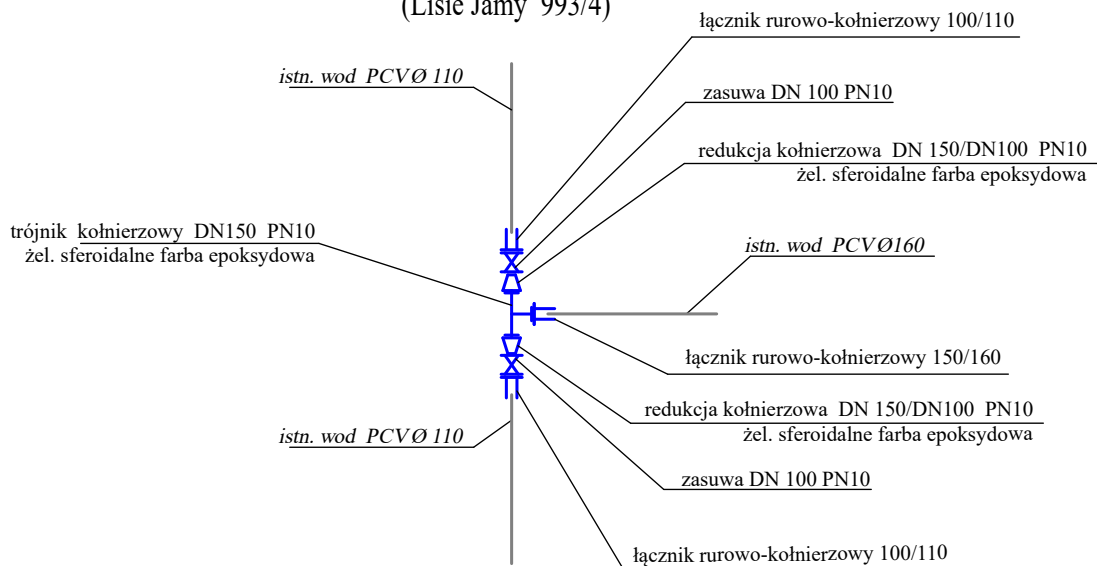 (Lisie Jamy 993/4)
łącznik rurowo-kołnierzowy 100/110
istn. wod PCVØ 110
zasuwa DN 100 PN10
redukcja kołnierzowa DN 150/DN100 PN10
żel. sferoidalne farba epoksydowa
trójnik kołnierzowy DN150 PN10
żel. sferoidalne farba epoksydowa
istn. wod PCVØ160
łącznik rurowo-kołnierzowy 150/160
redukcja kołnierzowa DN 150/DN100 PN10
żel. sferoidalne farba epoksydowa
istn. wod PCVØ 110
zasuwa DN 100 PN10
łącznik rurowo-kołnierzowy 100/110